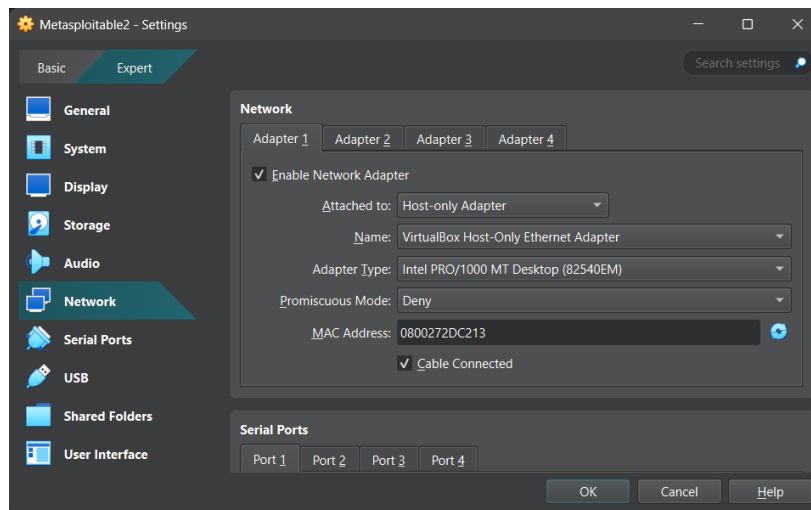 Metasploitable2 - Settings
Basic Expert Search settings
General
System
Display
Storage
Audio
Network
Serial Ports
USB
Shared Folders
User Interface
Network
Adapter 1 Adapter 2 Adapter 3 Adapter 4
Enable Network Adapter
Attached to: Host-only Adapter
Name: VirtualBox Host-Only Ethernet Adapter
Adapter Type: Intel PRO/1000 MT Desktop (82540EM)
Promiscuous Mode: Deny
MAC Address: 0800272DC213
Cable Connected
Serial Ports
Port 1 Port 2 Port 3 Port 4
OK Cancel Help